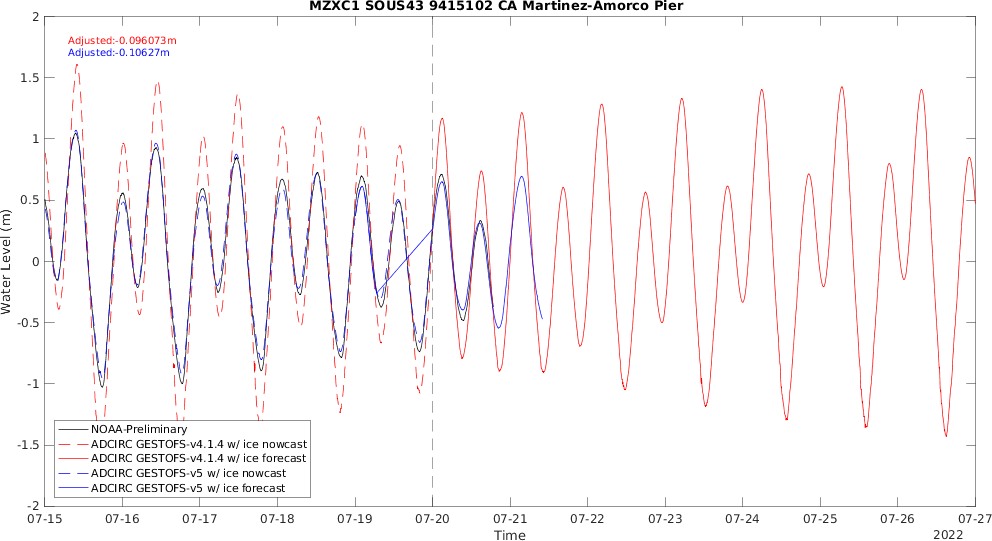 MZXC1 SOUS43 9415102 CA Martinez-Amorco Pier
Adjusted:-0.096073m
Adjusted:-0.10627m
Water Level (m)
2
1.5
1
0.5
0
-0.5
-1
-1.5
-2
NOAA-Preliminary
ADCIRC GESTOFS-v4.1.4 w/ ice nowcast
ADCIRC GESTOFS-v4.1.4 w/ ice forecast
ADCIRC GESTOFS-v5 w/ ice nowcast
ADCIRC GESTOFS-v5 w/ ice forecast
07-15 07-16 07-17 07-18 07-19 07-20 07-21 07-22 07-23 07-24 07-25 07-26 07-27
Time
2022